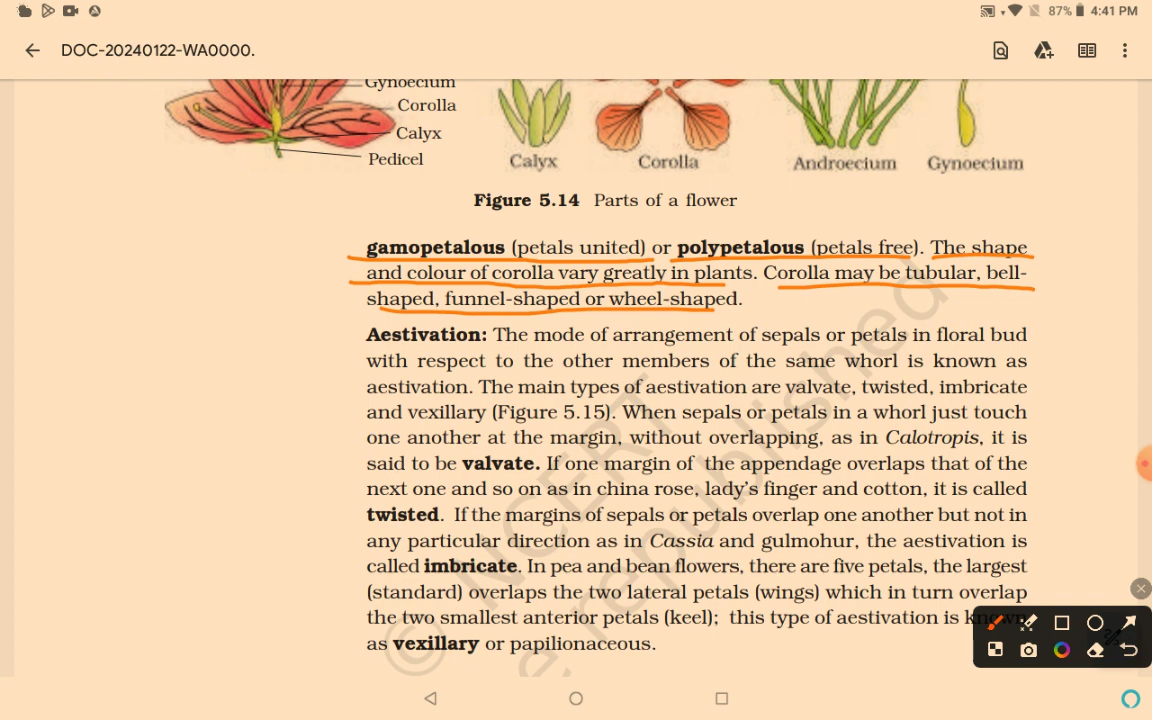 87% 4:41 PM
DOC-20240122-WA0000.
Gynoecium
Corolla
Calyx
Pedicel
Calyx
Corolla
Androecium
Gynoecium
Figure 5.14 Parts of a flower
gamopetalous (petals united) or polypetalous (petals free). The shape
and colour of corolla vary greatly in plants. Corolla may be tubular, bell-
shaped, funnel-shaped or wheel-shaped.
Aestivation: The mode of arrangement of sepals or petals in floral bud
with respect to the other members of the same whorl is known as
aestivation. The main types of aestivation are valvate, twisted, imbricate
and vexillary (Figure 5.15). When sepals or petals in a whorl just touch
one another at the margin, without overlapping, as in Calotropis, it is
said to be valvate. If one margin of the appendage overlaps that of the
next one and so on as in china rose, lady's finger and cotton, it is called
twisted. If the margins of sepals or petals overlap one another but not in
any particular direction as in Cassia and gulmohur, the aestivation is
called imbricate. In pea and bean flowers, there are five petals, the largest
(standard) overlaps the two lateral petals (wings) which in turn overlap
the two smallest anterior petals (keel); this type of aestivation is known
as vexillary or papilionaceous.
© NCERT
republished